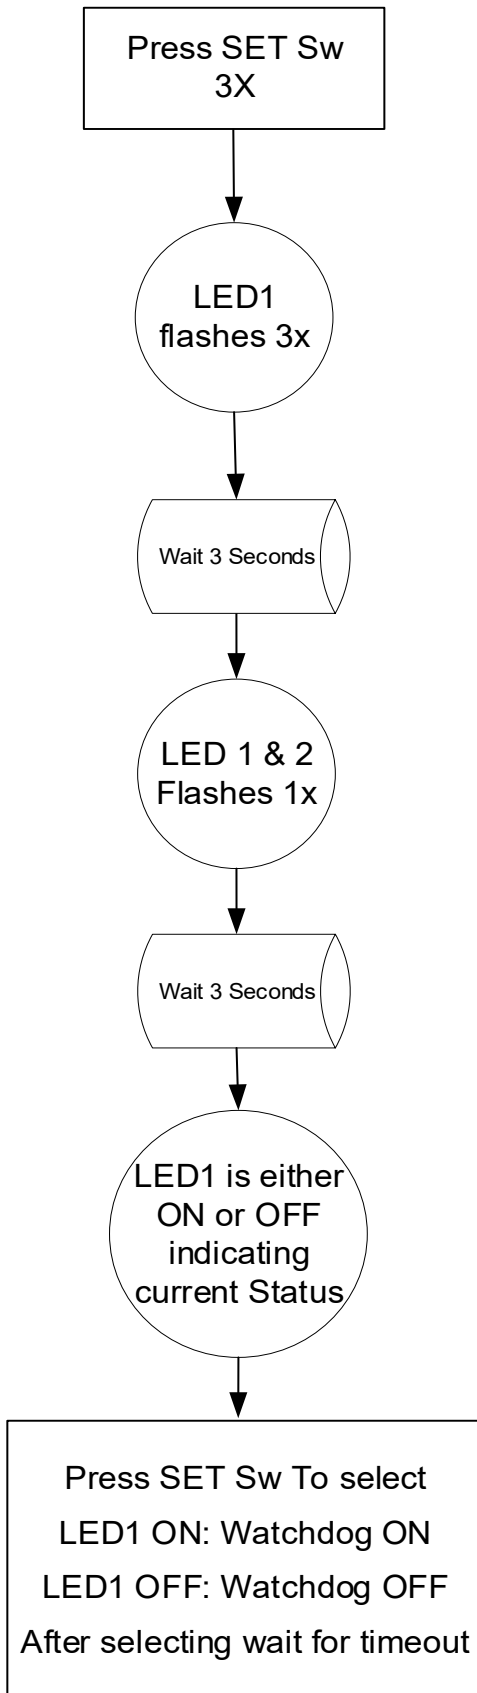 Press SET Sw
3X
LED1
flashes 3x
Wait 3 Seconds
LED 1 & 2
Flashes 1x
Wait 3 Seconds
LED1 is either
ON or OFF
indicating
current Status
Press SET Sw To select
LED1 ON: Watchdog ON
LED1 OFF: Watchdog OFF
After selecting wait for timeout